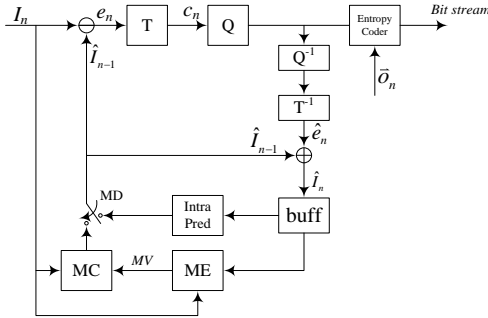 I_n
e_n
T
c_n
Q
Entropy Coder
Bit stream
Î_{n-1}
Q^{-1}
ō_n
T^{-1}
ê_n
Î_{n-1}
Î_n
MD
Intra Pred
buff
MC
MV
ME